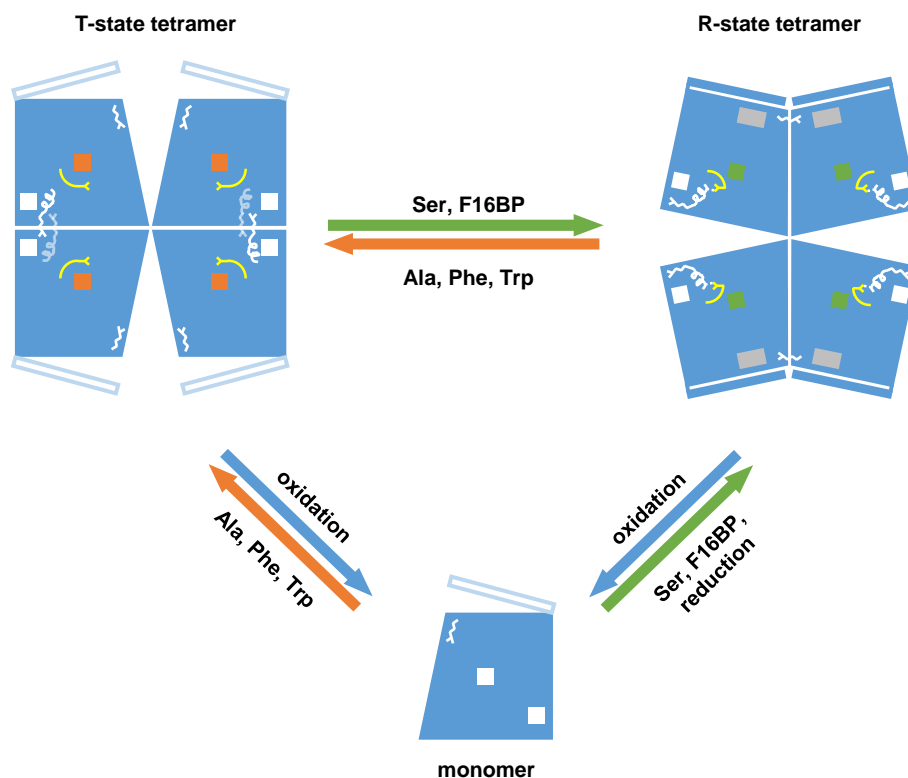 T-state tetramer
R-state tetramer
Ser, F16BP
Ala, Phe, Trp
oxidation
Ala, Phe, Trp
oxidation
Ser, F16BP,
reduction
monomer